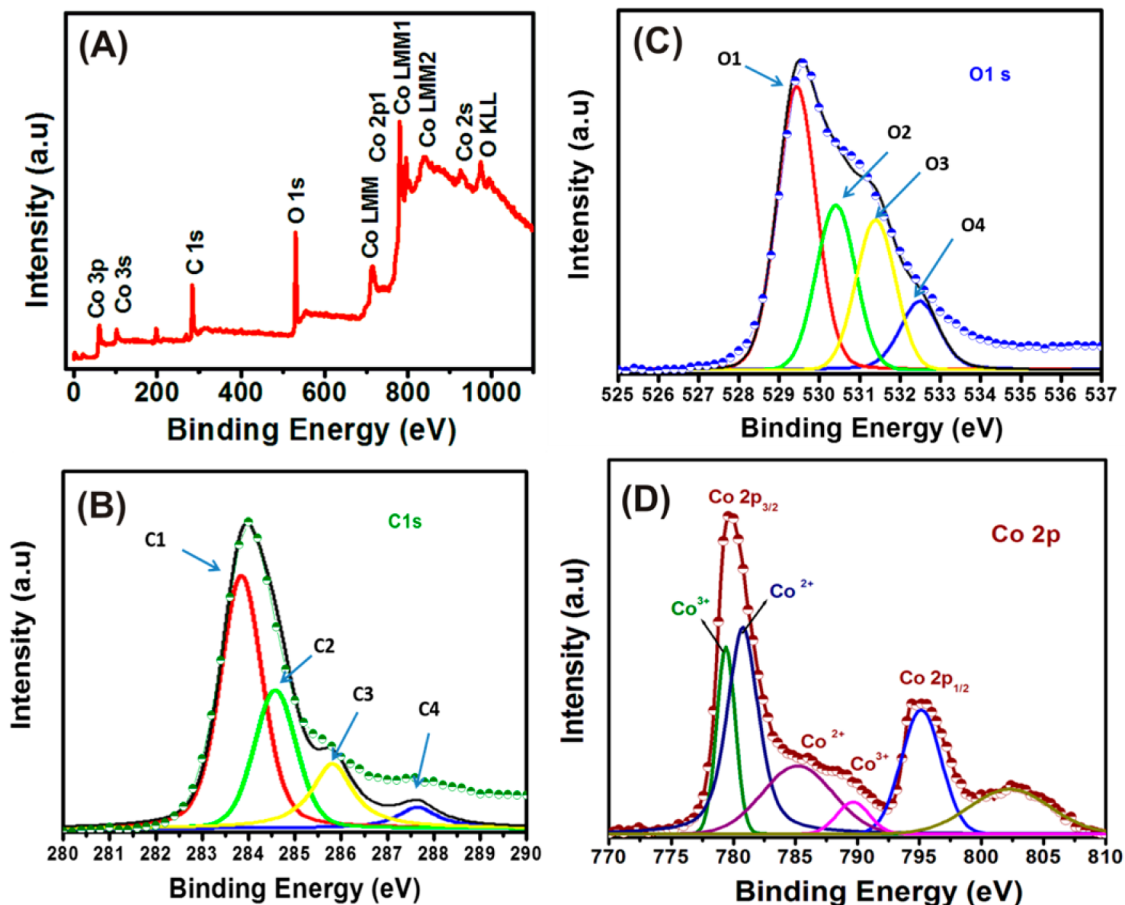 (A)
Intensity (a.u)
Co 3p
Co 3s
C 1s
O 1s
Co LMM
Co 2p1
Co LMM1
Co LMM2
Co 2s
O KLL
0 200 400 600 800 1000
Binding Energy (eV)
(C)
O1 s
Intensity (a.u)
O1
O2
O3
O4
525 526 527 528 529 530 531 532 533 534 535 536 537
Binding Energy (eV)
(B)
C1s
Intensity (a.u)
C1
C2
C3
C4
280 281 282 283 284 285 286 287 288 289 290
Binding Energy (eV)
(D)
Co 2p
Intensity (a.u)
Co 2p3/2
Co3+
Co 2+
Co 2+
Co3+
Co 2p1/2
770 775 780 785 790 795 800 805 810
Binding Energy (eV)